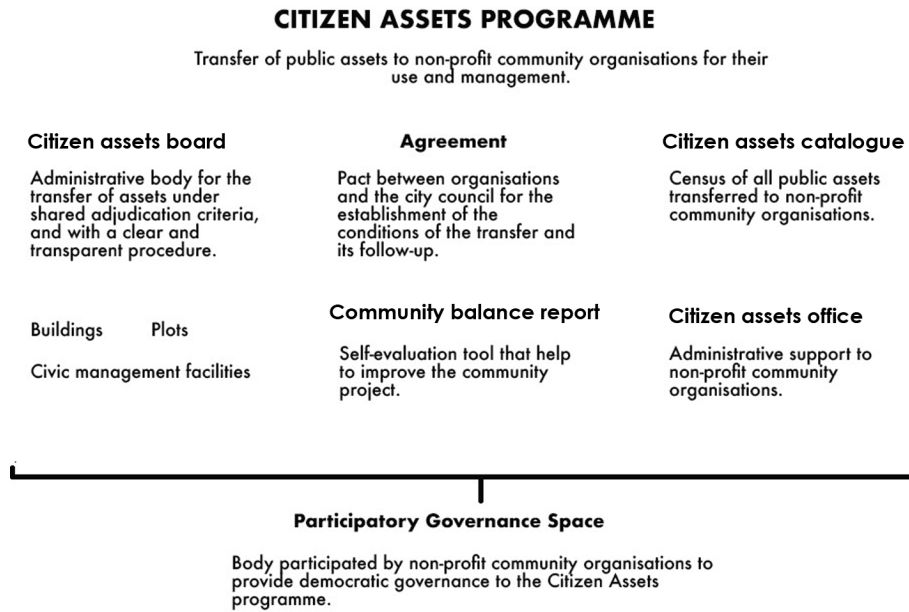 CITIZEN ASSETS PROGRAMME
Transfer of public assets to non-profit community organisations for their
use and management.
Citizen assets board
Administrative body for the
transfer of assets under
shared adjudication criteria,
and with a clear and
transparent procedure.
Buildings Plots
Civic management facilities
Agreement
Pact between organisations
and the city council for the
establishment of the
conditions of the transfer and
its follow-up.
Community balance report
Self-evaluation tool that help
to improve the community
project.
Citizen assets catalogue
Census of all public assets
transferred to non-profit
community organisations.
Citizen assets office
Administrative support to
non-profit community
organisations.
Participatory Governance Space
Body participated by non-profit community organisations to
provide democratic governance to the Citizen Assets
programme.